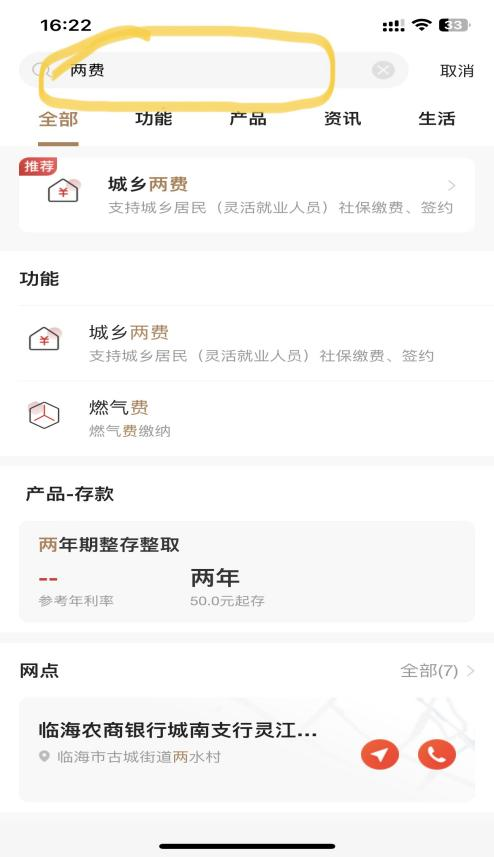 16:22
33
两费
取消
全部 功能 产品 资讯 生活
推荐
城乡两费
支持城乡居民（灵活就业人员）社保缴费、签约
功能
城乡两费
支持城乡居民（灵活就业人员）社保缴费、签约
燃气费
燃气费缴纳
产品-存款
两年期整存整取
-- 两年
参考年利率 50.0元起存
网点 全部(7)
临海农商银行城南支行灵江...
临海市古城街道两水村